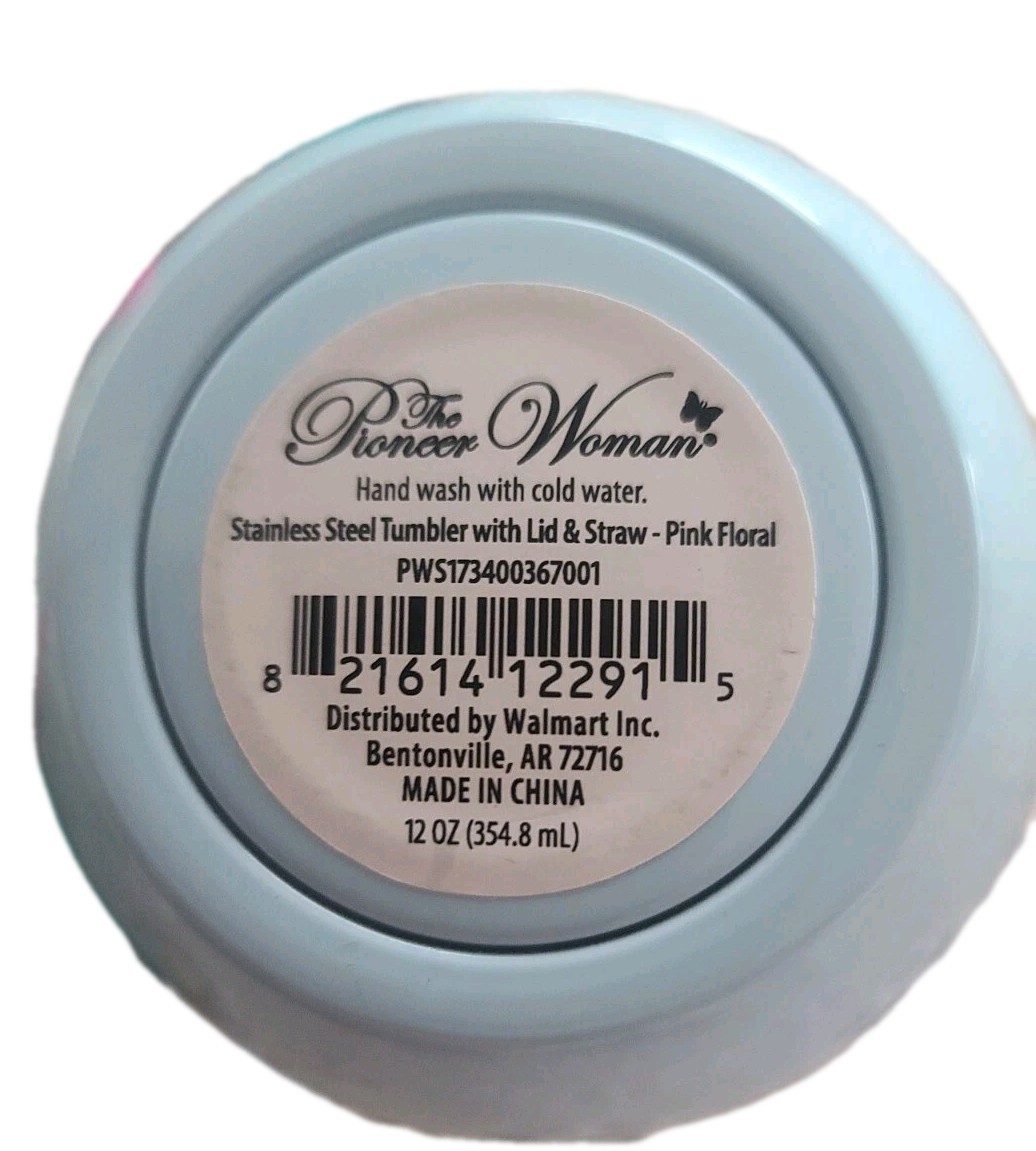 The Pioneer Woman
Hand wash with cold water.
Stainless Steel Tumbler with Lid & Straw - Pink Floral
PWS173400367001
8 21614 12291 5
Distributed by Walmart Inc.
Bentonville, AR 72716
MADE IN CHINA
12 OZ (354.8 mL)